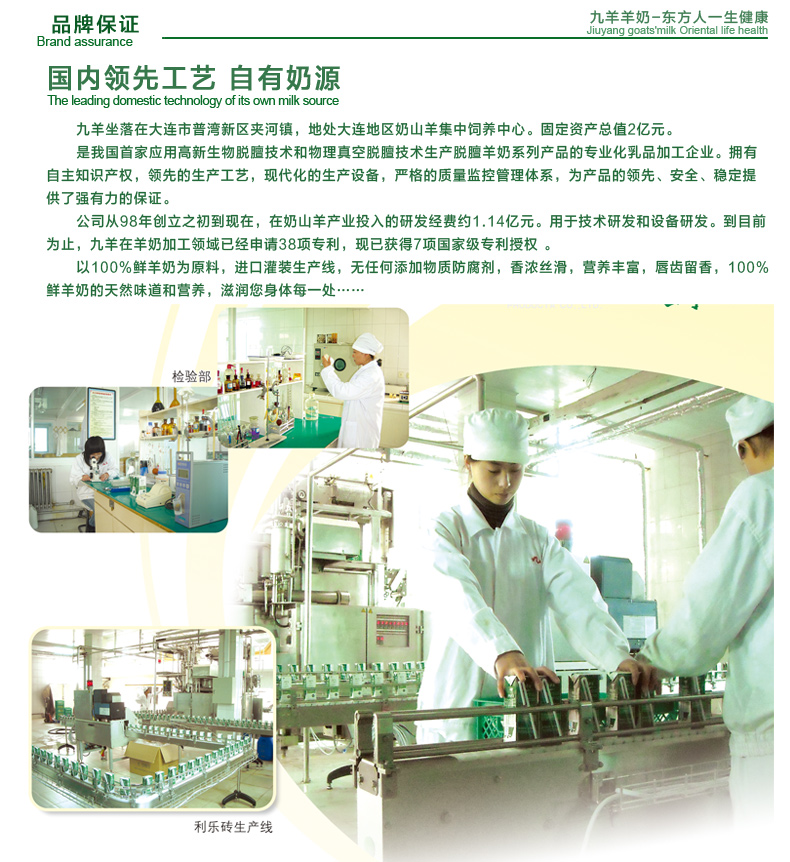 品牌保证
Brand assurance
九羊羊奶-东方人一生健康
Jiuyang goats'milk Oriental life health
国内领先工艺 自有奶源
The leading domestic technology of its own milk source
九羊坐落在大连市普湾新区夹河镇，地处大连地区奶山羊集中饲养中心。固定资产总值2亿元。
是我国首家应用高新生物脱膻技术和物理真空脱膻技术生产脱膻羊奶系列产品的专业化乳品加工企业。拥有
自主知识产权，领先的生产工艺，现代化的生产设备，严格的质量监控管理体系，为产品的领先、安全、稳定提
供了强有力的保证。
公司从98年创立之初到现在，在奶山羊产业投入的研发经费约1.14亿元。用于技术研发和设备研发。到目前
为止，九羊在羊奶加工领域已经申请38项专利，现已获得7项国家级专利授权 。
以100%鲜羊奶为原料，进口灌装生产线，无任何添加物质防腐剂，香浓丝滑，营养丰富，唇齿留香，100%
鲜羊奶的天然味道和营养，滋润您身体每一处……
检验部
利乐砖生产线